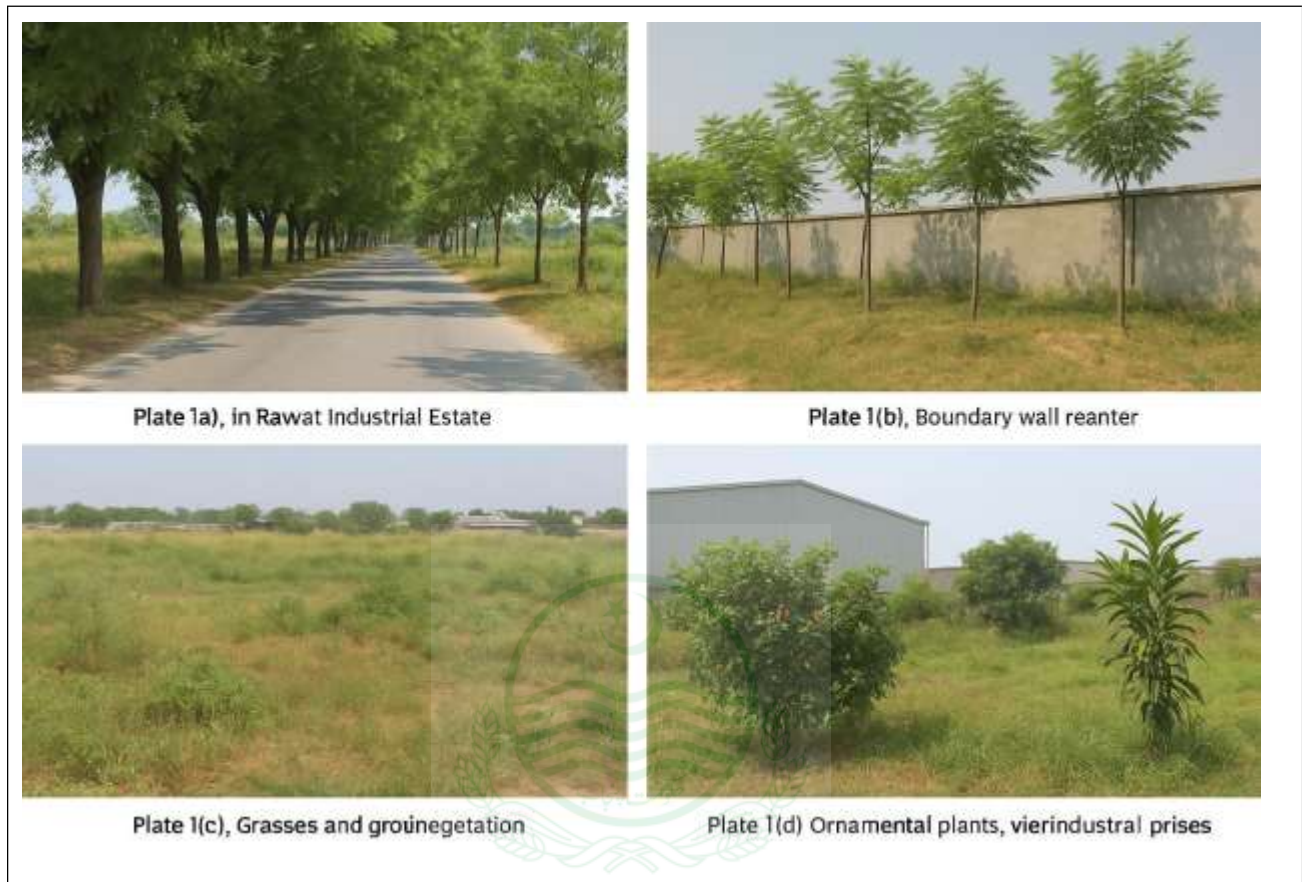 Plate 1a), in Rawat Industrial Estate
Plate 1(b), Boundary wall reanter
Plate 1(c), Grasses and grouinegetation
Plate 1(d) Ornamental plants, vierindustral prises